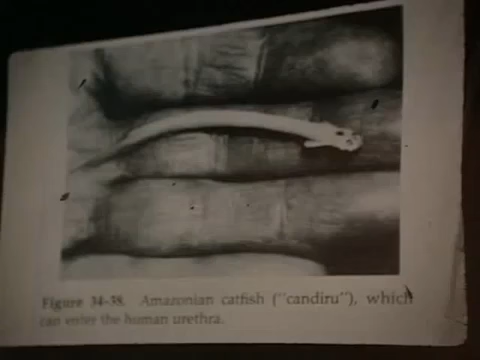 Figure 34-38. Amazonian catfish ("candiru"), which
can enter the human urethra.